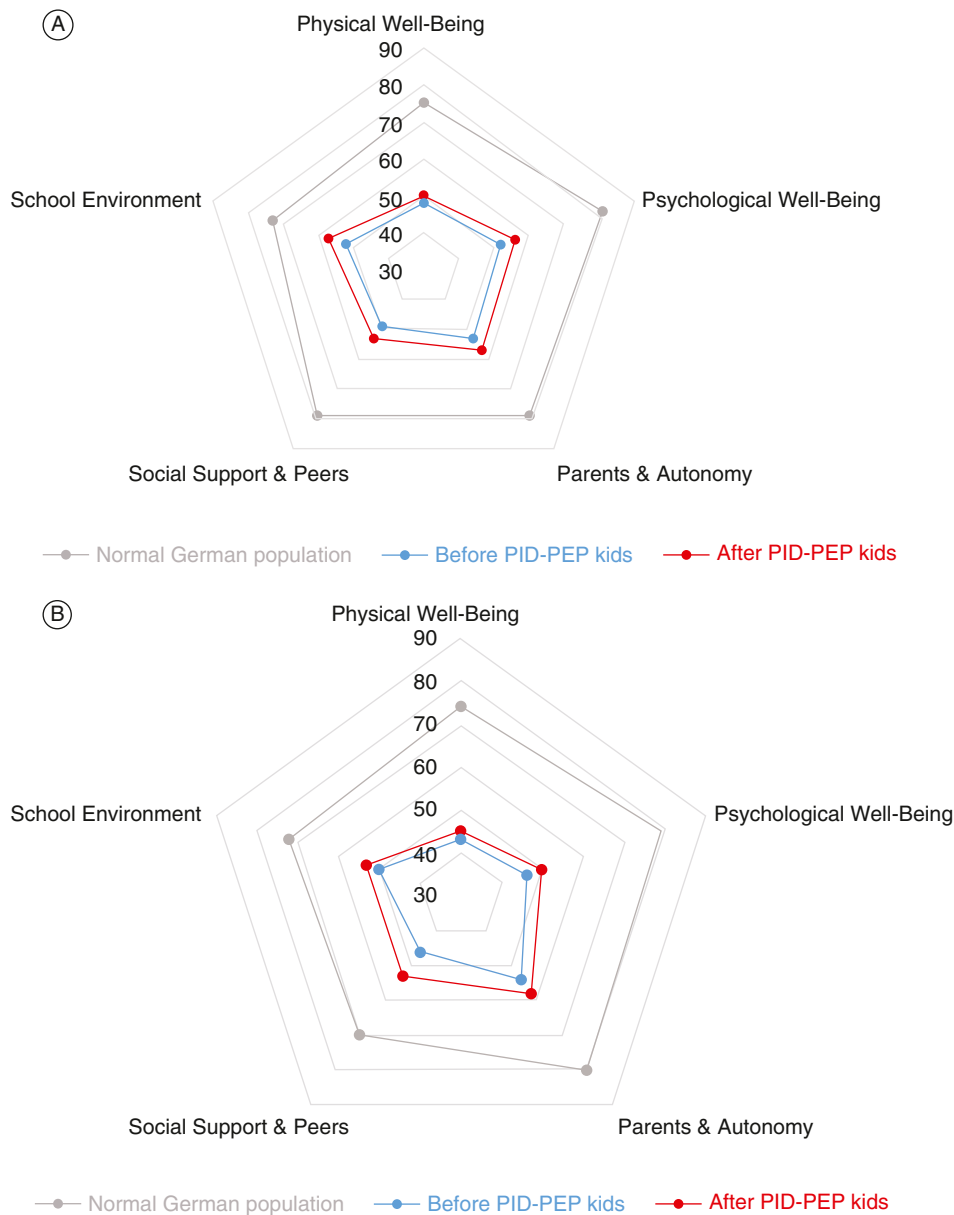 A
Physical Well-Being
90
80
70
60
50
40
30
School Environment
Psychological Well-Being
Social Support & Peers
Parents & Autonomy
Normal German population
Before PID-PEP kids
After PID-PEP kids
B
Physical Well-Being
90
80
70
60
50
40
30
School Environment
Psychological Well-Being
Social Support & Peers
Parents & Autonomy
Normal German population
Before PID-PEP kids
After PID-PEP kids